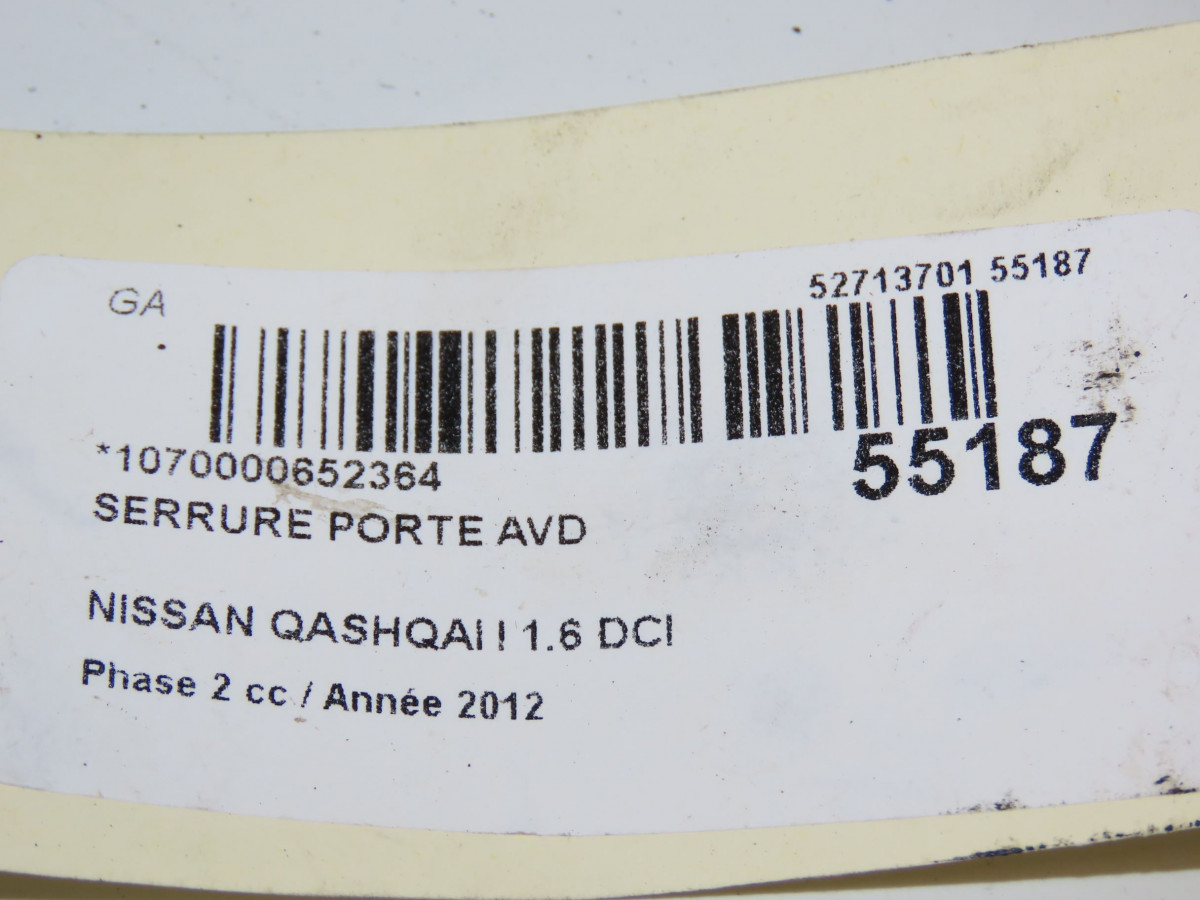 GA
52713701 55187
*1070000652364
55187
SERRURE PORTE AVD
NISSAN QASHQAI I 1.6 DCI
Phase 2 cc / Année 2012